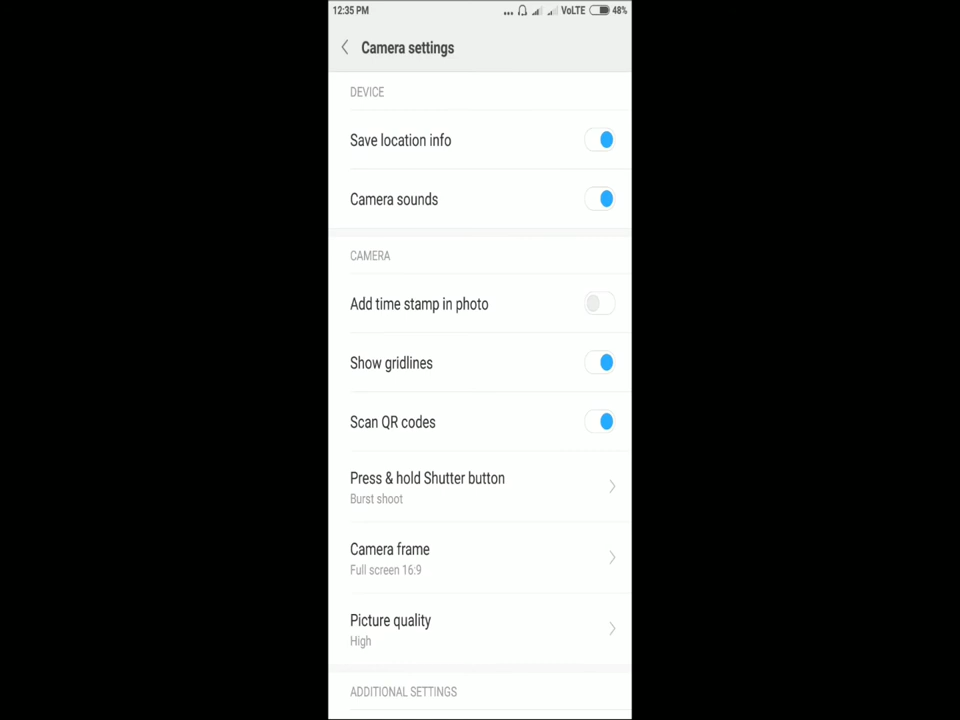 12:35 PM ... VoLTE 48%
Camera settings
DEVICE
Save location info
Camera sounds
CAMERA
Add time stamp in photo
Show gridlines
Scan QR codes
Press & hold Shutter button
Burst shoot
Camera frame
Full screen 16:9
Picture quality
High
ADDITIONAL SETTINGS